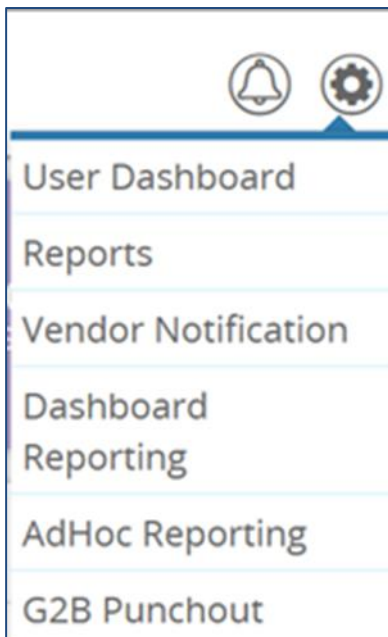 User Dashboard
Reports
Vendor Notification
Dashboard
Reporting
AdHoc Reporting
G2B Punchout